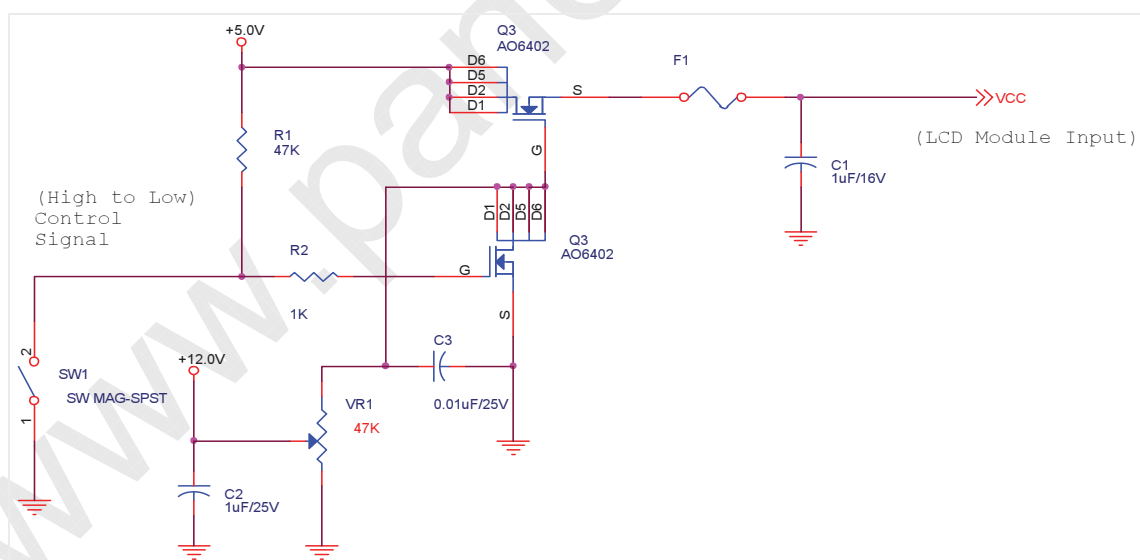 +5.0V
Q3
AO6402
D6
D5
D2
D1
S
G
F1
VCC
(LCD Module Input)
C1
1uF/16V
R1
47K
(High to Low)
Control
Signal
D1
D2
D5
D6
Q3
AO6402
R2
1K
G
S
C3
0.01uF/25V
2
SW1
SW MAG-SPST
1
+12.0V
VR1
47K
C2
1uF/25V
www.pan